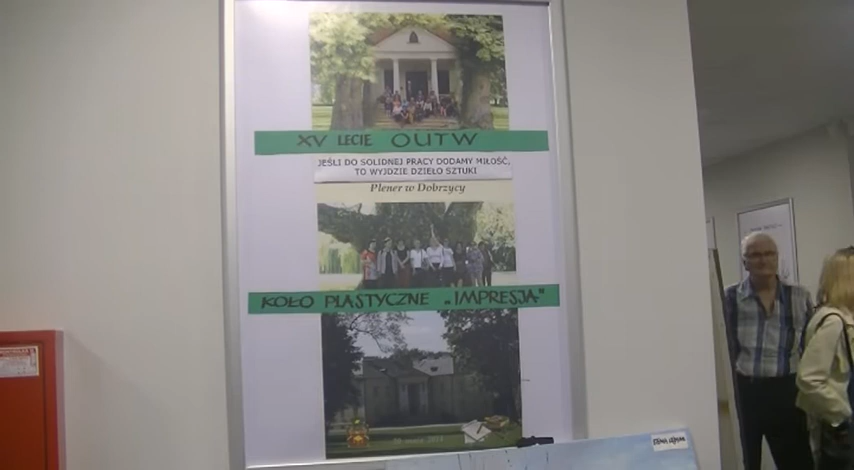 XV LECIE OUTW
JEŚLI DO SOLIDNEJ PRACY DODAMY MIŁOŚĆ,
TO WYJDZIE DZIEŁO SZTUKI
Plener w Dobrzycy
KOŁO PLASTYCZNE „IMPRESJA"